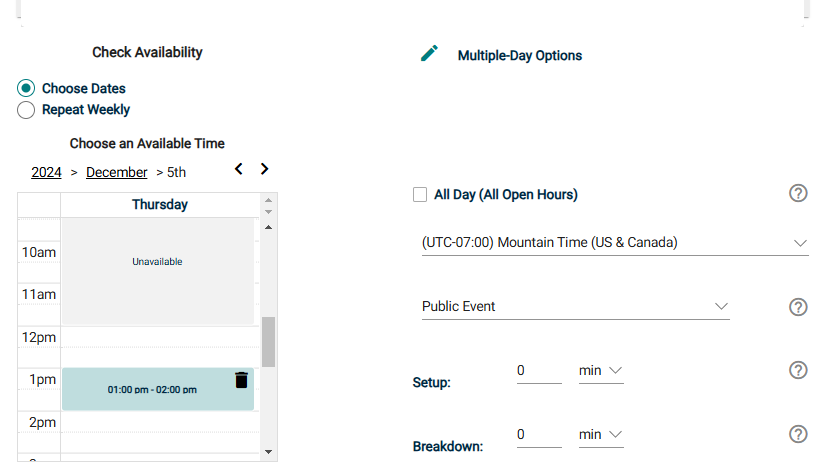 Check Availability
Multiple-Day Options
Choose Dates
Repeat Weekly
Choose an Available Time
2024 > December > 5th
Thursday
10am
Unavailable
11am
12pm
1pm
01:00 pm - 02:00 pm
2pm
All Day (All Open Hours)
(UTC-07:00) Mountain Time (US & Canada)
Public Event
Setup:
0
min
Breakdown:
0
min